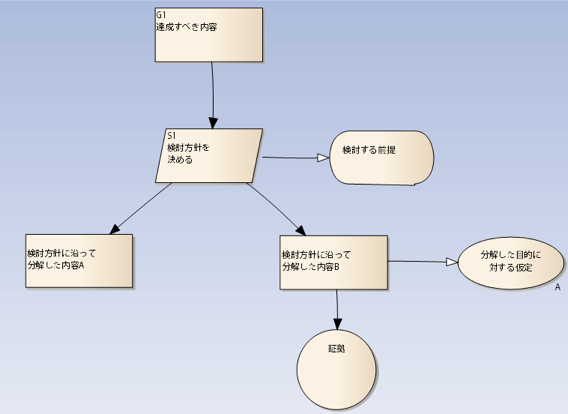 G1
達成すべき内容
S1
検討方針を
決める
検討する前提
検討方針に沿って
分解した内容A
検討方針に沿って
分解した内容B
分解した目的に
対する仮定
A
証拠